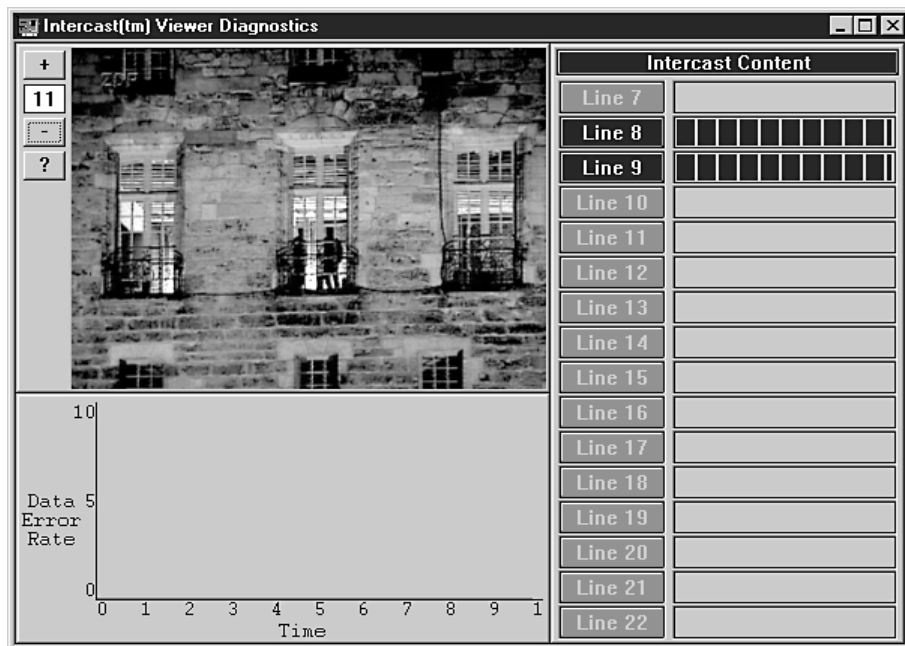 Intercast(tm) Viewer Diagnostics
+
11
-
?
ZDF
10
Data 5
Error
Rate
0
0 1 2 3 4 5 6 7 8 9 1
Time
Intercast Content
Line 7
Line 8
Line 9
Line 10
Line 11
Line 12
Line 13
Line 14
Line 15
Line 16
Line 17
Line 18
Line 19
Line 20
Line 21
Line 22